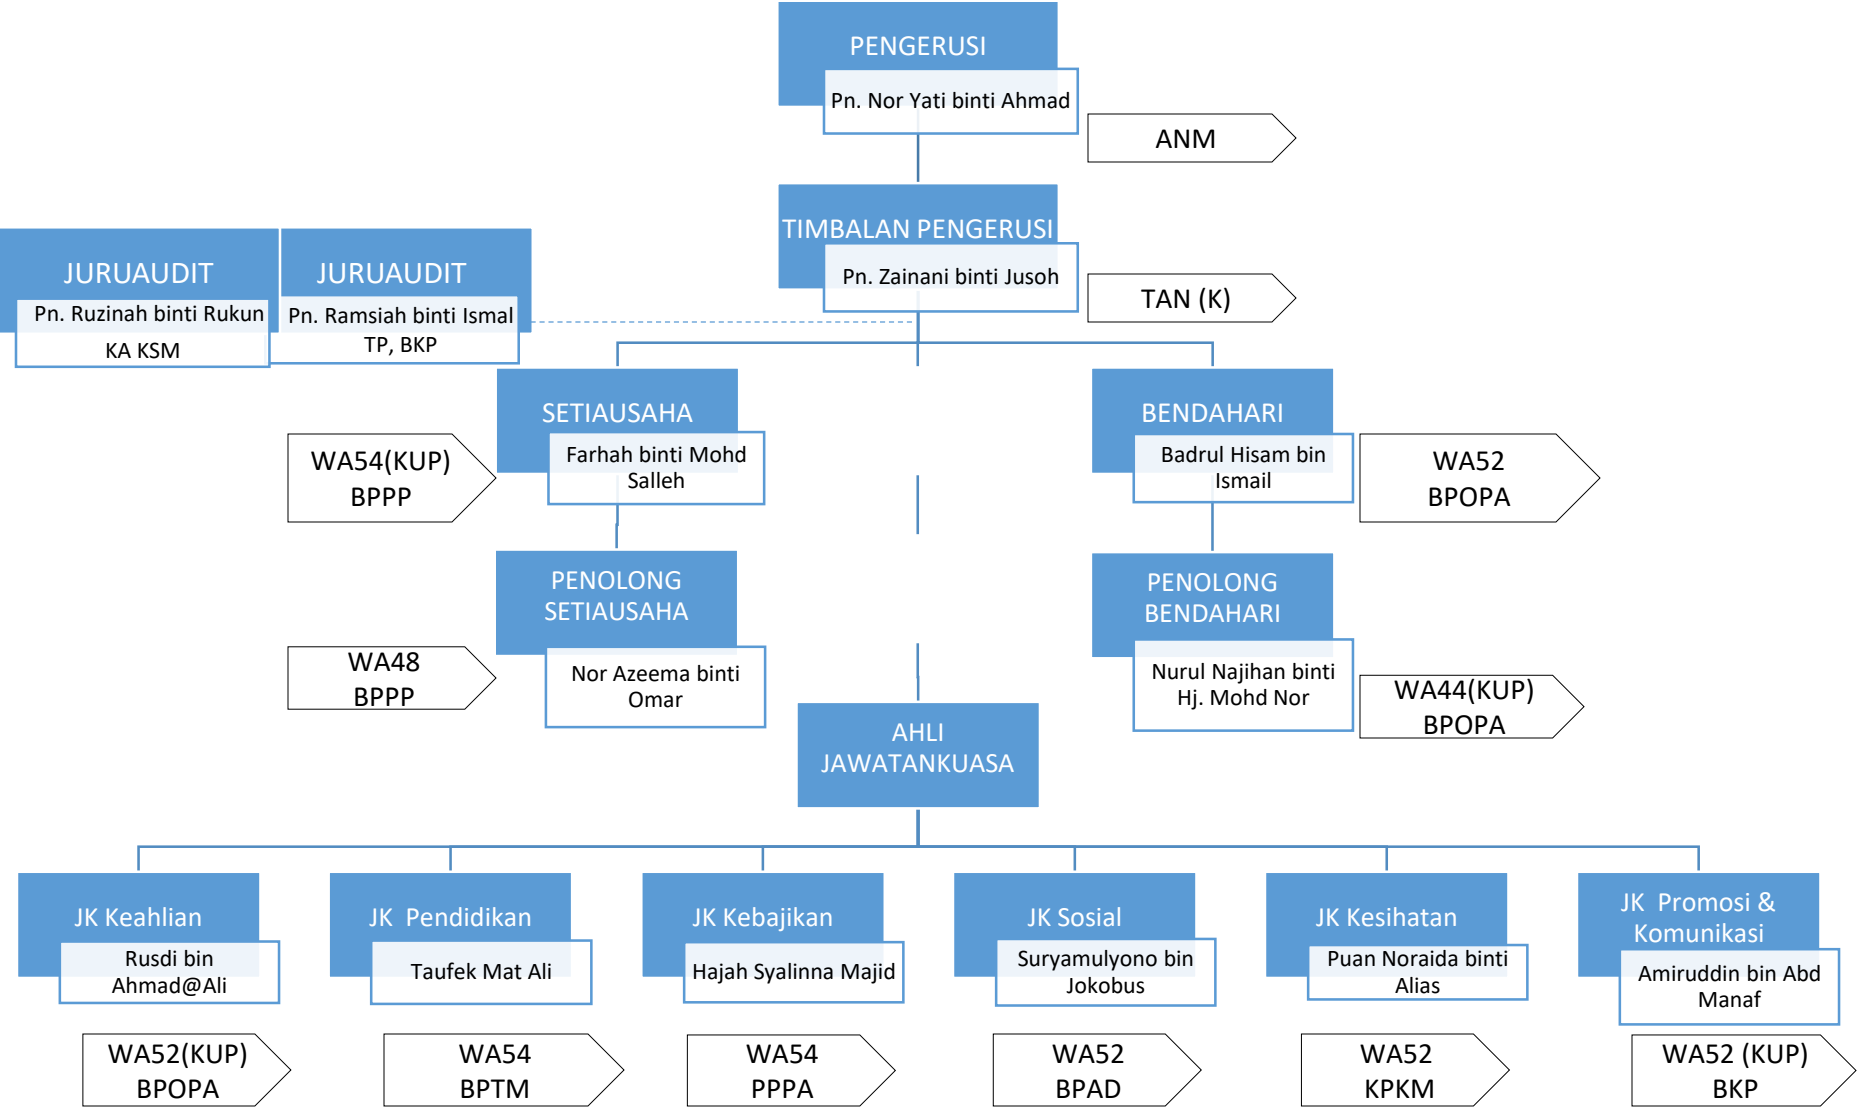 PENGERUSI
Pn. Nor Yati binti Ahmad
ANM
TIMBALAN PENGERUSI
Pn. Zainani binti Jusoh
TAN (K)
JURUAUDIT
Pn. Ruzinah binti Rukun
KA KSM
JURUAUDIT
Pn. Ramsiah binti Ismal
TP, BKP
SETIAUSAHA
Farhah binti Mohd
Salleh
WA54(KUP)
BPPP
BENDAHARI
Badrul Hisam bin
Ismail
WA52
BPOPA
PENOLONG
SETIAUSAHA
Nor Azeema binti
Omar
WA48
BPPP
PENOLONG
BENDAHARI
Nurul Najihan binti
Hj. Mohd Nor
WA44(KUP)
BPOPA
AHLI
JAWATANKUASA
JK Keahlian
Rusdi bin
Ahmad@Ali
WA52(KUP)
BPOPA
JK  Pendidikan
Taufek Mat Ali
WA54
BPTM
JK Kebajikan
Hajah Syalinna Majid
WA54
PPPA
JK Sosial
Suryamulyono bin
Jokobus
WA52
BPAD
JK Kesihatan
Puan Noraida binti
Alias
WA52
KPKM
JK  Promosi &
Komunikasi
Amiruddin bin Abd
Manaf
WA52 (KUP)
BKP